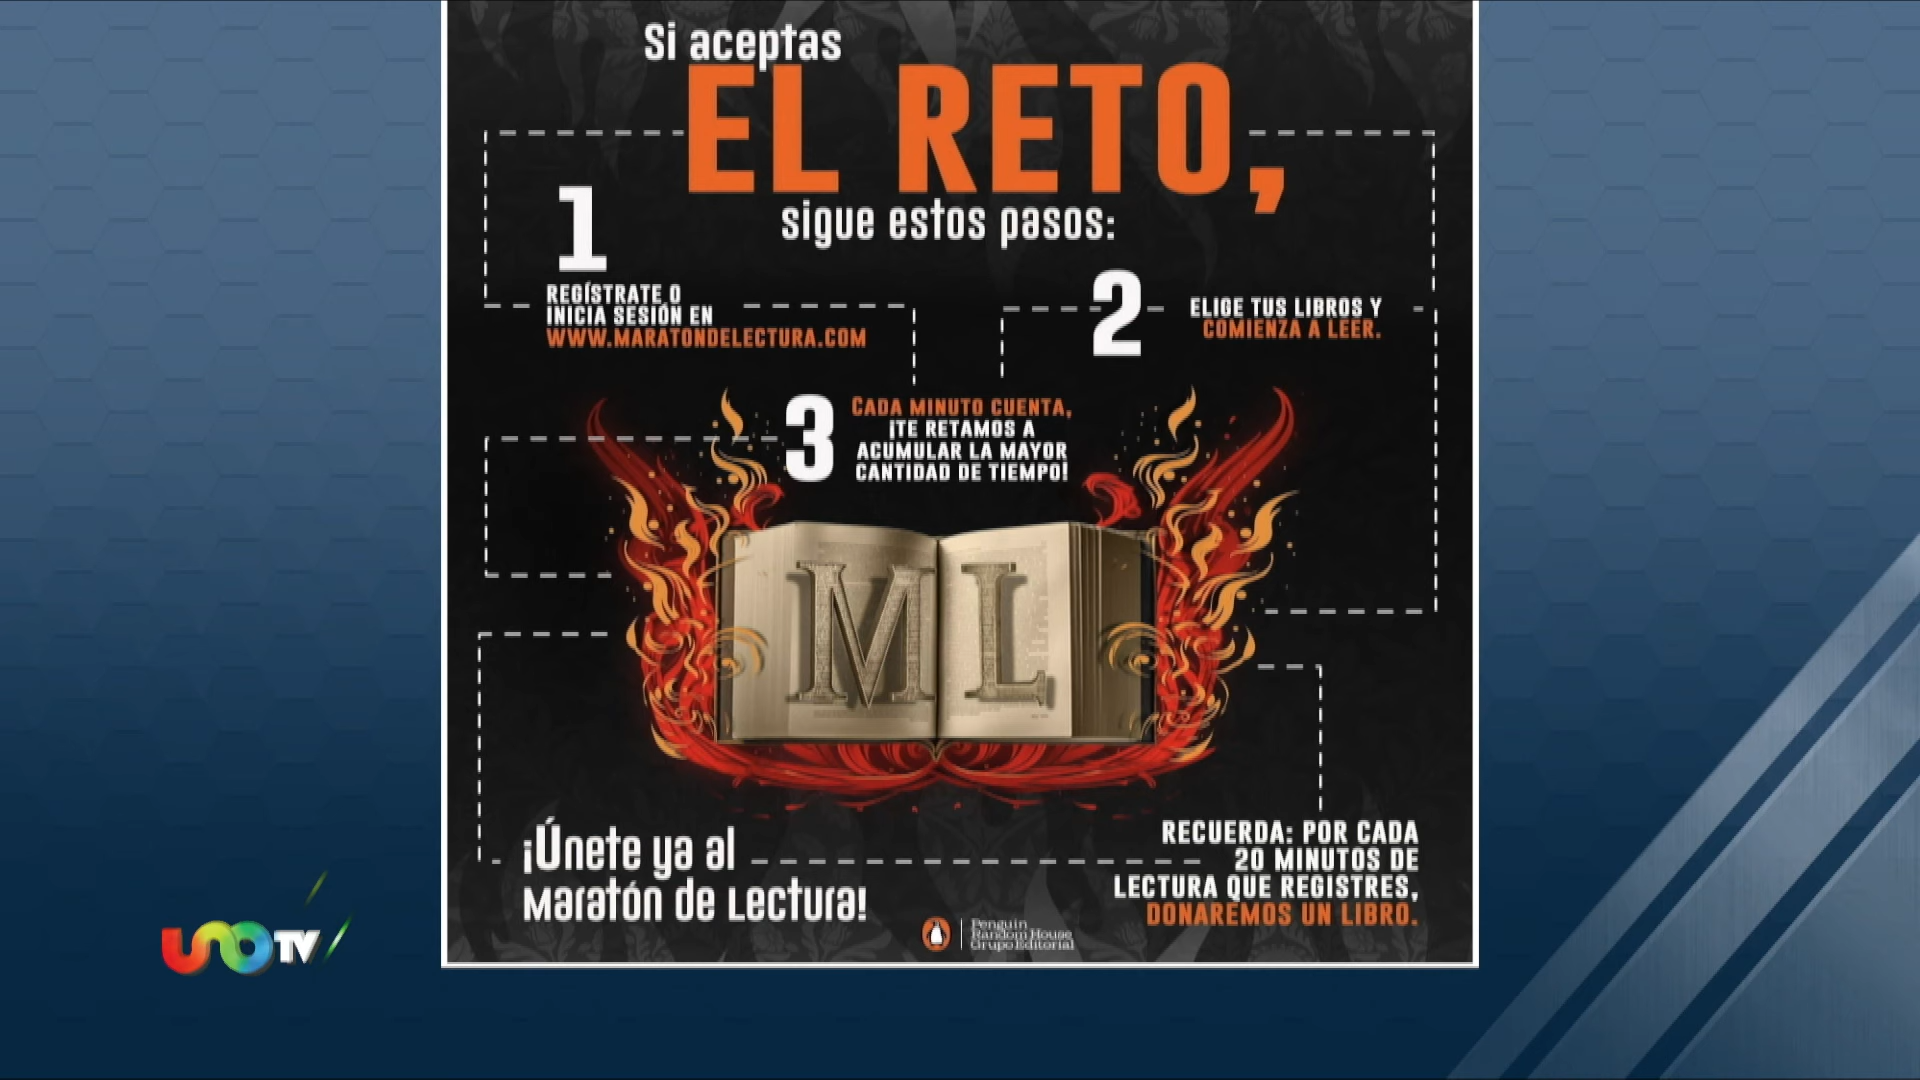 Si aceptas
EL RETO,
sigue estos pasos:
1
REGÍSTRATE O
INICIA SESIÓN EN
WWW.MARATONDELECTURA.COM
2
ELIGE TUS LIBROS Y
COMIENZA A LEER.
3
CADA MINUTO CUENTA,
¡TE RETAMOS A
ACUMULAR LA MAYOR
CANTIDAD DE TIEMPO!
ML
¡Únete ya al
Maratón de Lectura!
RECUERDA: POR CADA
20 MINUTOS DE
LECTURA QUE REGISTRES,
DONAREMOS UN LIBRO.
Penguin
Random House
Grupo Editorial
UNO TV